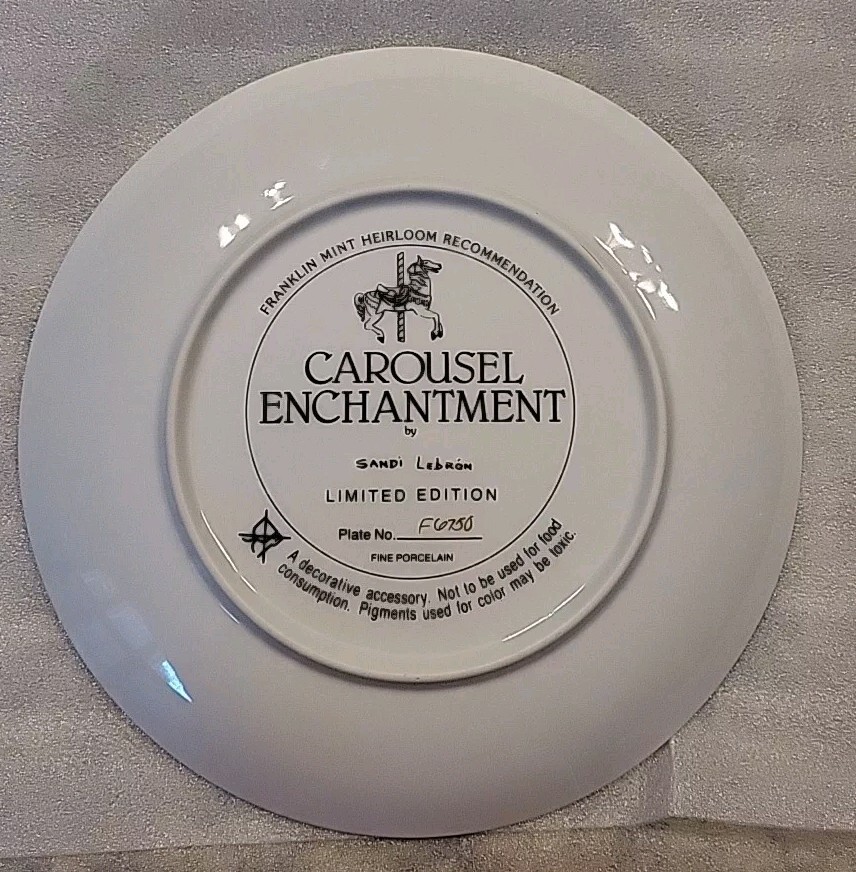 FRANKLIN MINT HEIRLOOM RECOMMENDATION
CAROUSEL
ENCHANTMENT
by
SANDI LEBRÓN
LIMITED EDITION
Plate No. F6750
FINE PORCELAIN
A decorative accessory. Not to be used for food
consumption. Pigments used for color may be toxic.